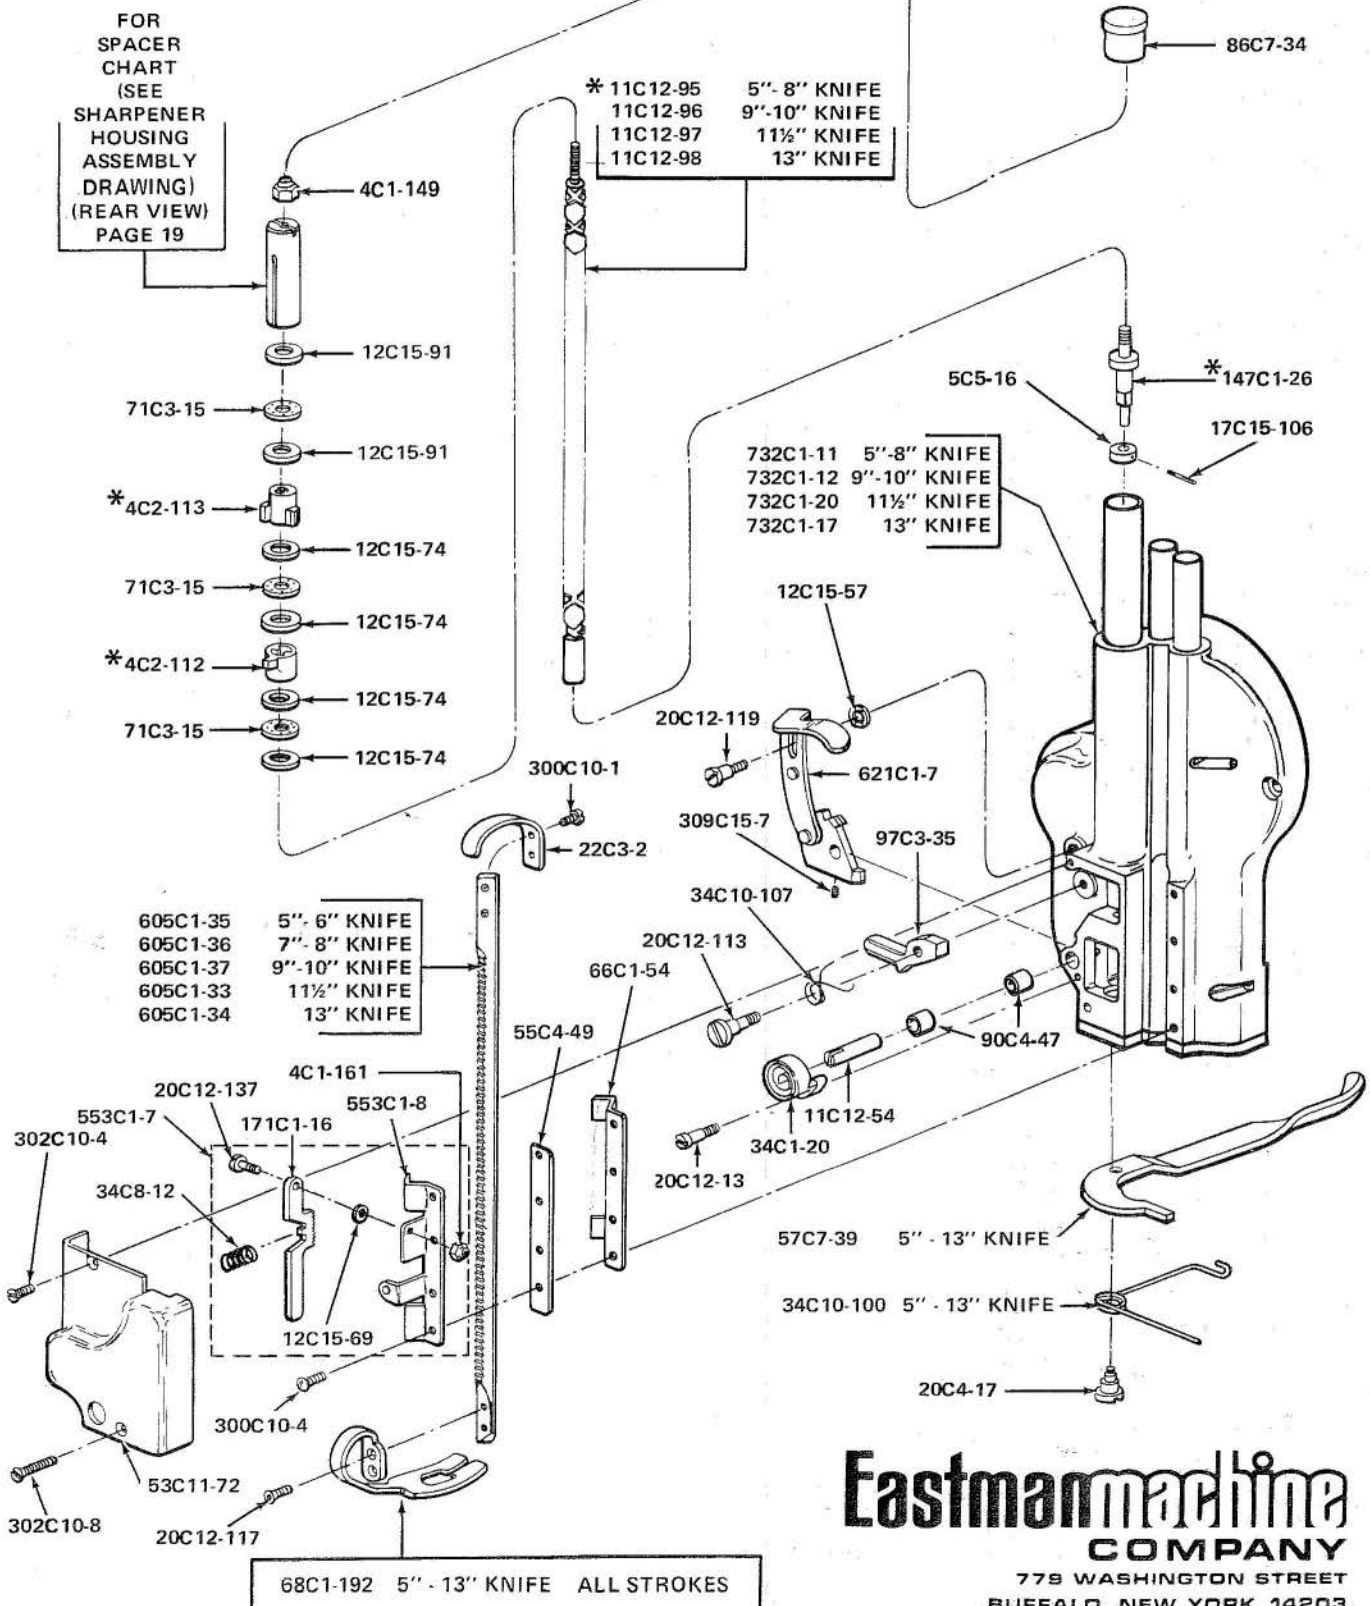 FOR
SPACER
CHART
(SEE
SHARPENER
HOUSING
ASSEMBLY
DRAWING)
(REAR VIEW)
PAGE 19
86C7-34
* 11C12-95 5"- 8" KNIFE
11C12-96 9"-10" KNIFE
11C12-97 11½" KNIFE
11C12-98 13" KNIFE
4C1-149
12C15-91
71C3-15
12C15-91
*4C2-113
12C15-74
71C3-15
12C15-74
*4C2-112
12C15-74
71C3-15
12C15-74
5C5-16
*147C1-26
17C15-106
732C1-11 5"-8" KNIFE
732C1-12 9"-10" KNIFE
732C1-20 11½" KNIFE
732C1-17 13" KNIFE
12C15-57
20C12-119
621C1-7
300C10-1
22C3-2
309C15-7
97C3-35
34C10-107
20C12-113
66C1-54
605C1-35 5"- 6" KNIFE
605C1-36 7"- 8" KNIFE
605C1-37 9"-10" KNIFE
605C1-33 11½" KNIFE
605C1-34 13" KNIFE
55C4-49
90C4-47
4C1-161
20C12-137
553C1-7
553C1-8
171C1-16
302C10-4
11C12-54
34C1-20
20C12-13
34C8-12
12C15-69
57C7-39 5" - 13" KNIFE
34C10-100 5" - 13" KNIFE
20C4-17
300C10-4
53C11-72
302C10-8
20C12-117
68C1-192 5" - 13" KNIFE ALL STROKES
Eastman machine
COMPANY
779 WASHINGTON STREET
BUFFALO, NEW YORK 14203